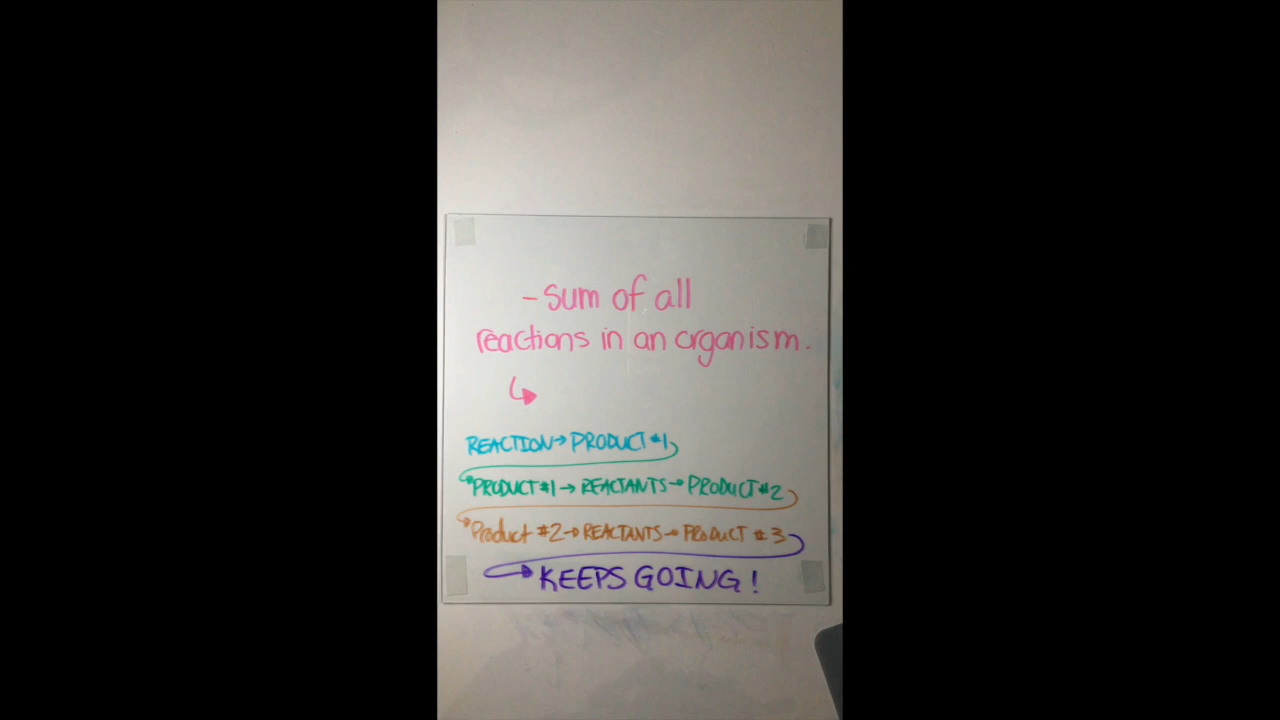 - sum of all
reactions in an organism.
REACTION → PRODUCT #1
PRODUCT #1 → REACTANTS → PRODUCT #2
Product #2 → REACTANTS → PRODUCT #3
KEEPS GOING!